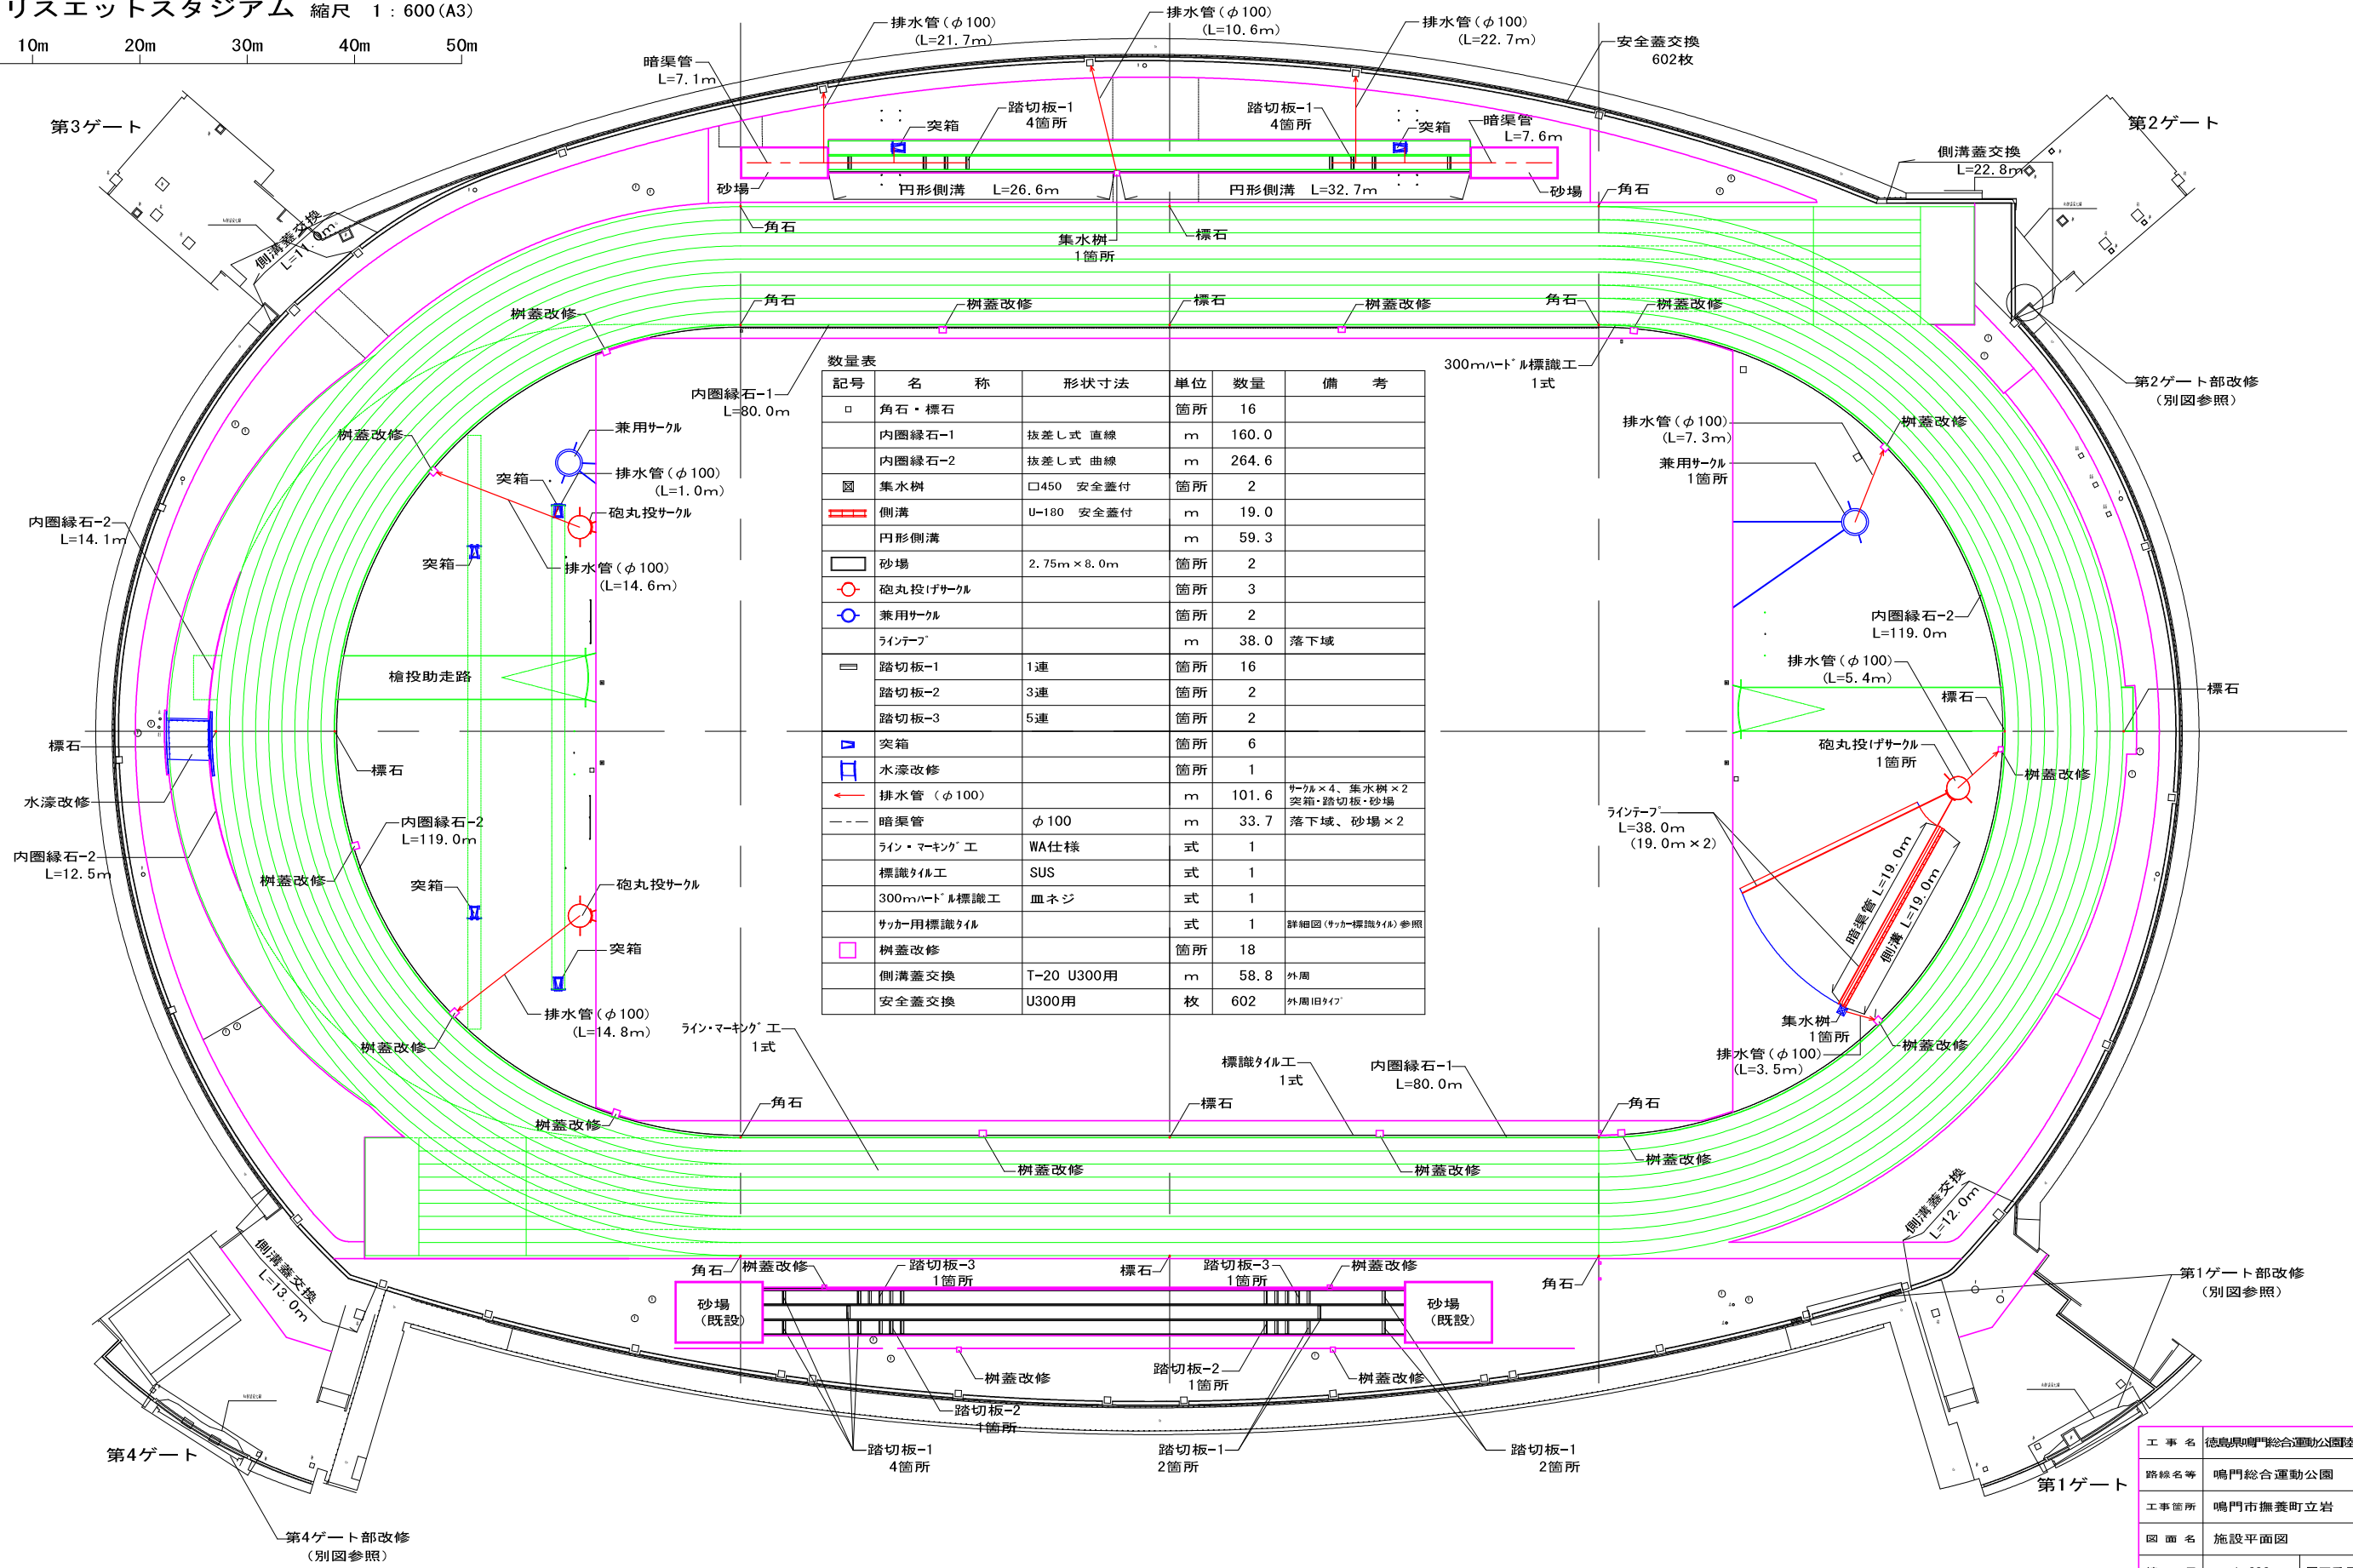 リスエットスタジアム 縮尺 1：600(A3)
10m 20m 30m 40m 50m
排水管(φ100)
(L=21.7m)
排水管(φ100)
(L=10.6m)
排水管(φ100)
(L=22.7m)
安全蓋交換
602枚
暗渠管
L=7.1m
第3ゲート
突箱
踏切板-1
4箇所
踏切板-1
4箇所
突箱
暗渠管
L=7.6m
第2ゲート
側溝蓋交換
L=22.8m
砂場
円形側溝 L=26.6m
円形側溝 L=32.7m
砂場
角石
側溝蓋交換
角石
集水桝
1箇所
標石
桝蓋改修
角石
桝蓋改修
標石
桝蓋改修
角石
桝蓋改修
300mﾊｰﾄﾞﾙ標識工
1式
第2ゲート部改修
(別図参照)
内圏縁石-1
L=80.0m
桝蓋改修
兼用ｻｰｸﾙ
突箱
排水管(φ100)
(L=1.0m)
砲丸投ｻｰｸﾙ
内圏縁石-2
L=14.1m
突箱
排水管(φ100)
(L=14.6m)
槍投助走路
標石
標石
水濠改修
内圏縁石-2
L=119.0m
内圏縁石-2
L=12.5m
桝蓋改修
突箱
砲丸投ｻｰｸﾙ
突箱
排水管(φ100)
(L=14.8m)
桝蓋改修
桝蓋改修
数量表
記号 名 称 形状寸法 単位 数量 備 考
角石・標石 箇所 16
内圏縁石-1 抜差し式 直線 m 160.0
内圏縁石-2 抜差し式 曲線 m 264.6
集水桝 □450 安全蓋付 箇所 2
側溝 U-180 安全蓋付 m 19.0
円形側溝 m 59.3
砂場 2.75m×8.0m 箇所 2
砲丸投げｻｰｸﾙ 箇所 3
兼用ｻｰｸﾙ 箇所 2
ﾗｲﾝﾃｰﾌﾟ m 38.0 落下域
踏切板-1 1連 箇所 16
踏切板-2 3連 箇所 2
踏切板-3 5連 箇所 2
突箱 箇所 6
水濠改修 箇所 1
排水管 (φ100) m 101.6 ｻｰｸﾙ×4、集水桝×2
突箱・踏切板・砂場
暗渠管 φ100 m 33.7 落下域、砂場×2
ﾗｲﾝ・ﾏｰｷﾝｸﾞ工 WA仕様 式 1
標識ﾀｲﾙ工 SUS 式 1
300mﾊｰﾄﾞﾙ標識工 皿ネジ 式 1
ｻｯｶｰ用標識ﾀｲﾙ 式 1 詳細図(ｻｯｶｰ標識ﾀｲﾙ)参照
桝蓋改修 箇所 18
側溝蓋交換 T-20 U300用 m 58.8 外周
安全蓋交換 U300用 枚 602 外周旧ﾀｲﾌﾟ
排水管(φ100)
(L=7.3m)
桝蓋改修
兼用ｻｰｸﾙ
1箇所
内圏縁石-2
L=119.0m
排水管(φ100)
(L=5.4m)
標石
標石
砲丸投げｻｰｸﾙ
1箇所
桝蓋改修
ﾗｲﾝﾃｰﾌﾟ
L=38.0m
(19.0m×2)
暗渠管 L=19.0m
側溝 L=19.0m
集水桝
1箇所
桝蓋改修
排水管(φ100)
(L=3.5m)
ﾗｲﾝ・ﾏｰｷﾝｸﾞ工
1式
標識ﾀｲﾙ工
1式
内圏縁石-1
L=80.0m
角石
標石
角石
桝蓋改修
桝蓋改修
桝蓋改修
側溝蓋交換
L=12.0m
側溝蓋交換
L=13.0m
角石
桝蓋改修
踏切板-3
1箇所
標石
踏切板-3
1箇所
桝蓋改修
角石
砂場
(既設)
砂場
(既設)
第1ゲート部改修
(別図参照)
桝蓋改修
踏切板-2
1箇所
桝蓋改修
踏切板-2
1箇所
踏切板-1
4箇所
踏切板-1
2箇所
踏切板-1
2箇所
第4ゲート
第4ゲート部改修
(別図参照)
第1ゲート
工事名 徳島県鳴門総合運動公園陸
路線名等 鳴門総合運動公園
工事箇所 鳴門市撫養町立岩
図面名 施設平面図